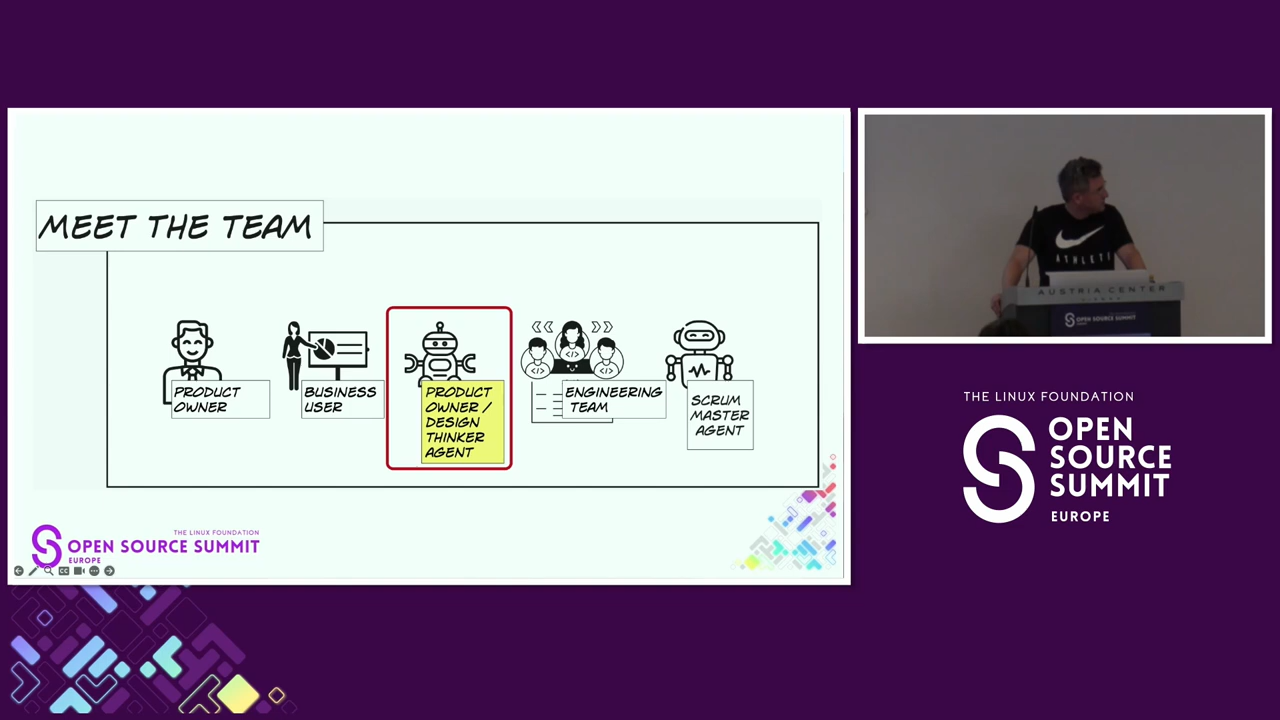 MEET THE TEAM
PRODUCT
OWNER
BUSINESS
USER
PRODUCT
OWNER /
DESIGN
THINKER
AGENT
ENGINEERING
TEAM
SCRUM
MASTER
AGENT
THE LINUX FOUNDATION
OPEN SOURCE SUMMIT
EUROPE
ATHLETI
AUSTRIA CENTER
OPEN SOURCE SUMMIT
THE LINUX FOUNDATION
OPEN
SOURCE
SUMMIT
EUROPE